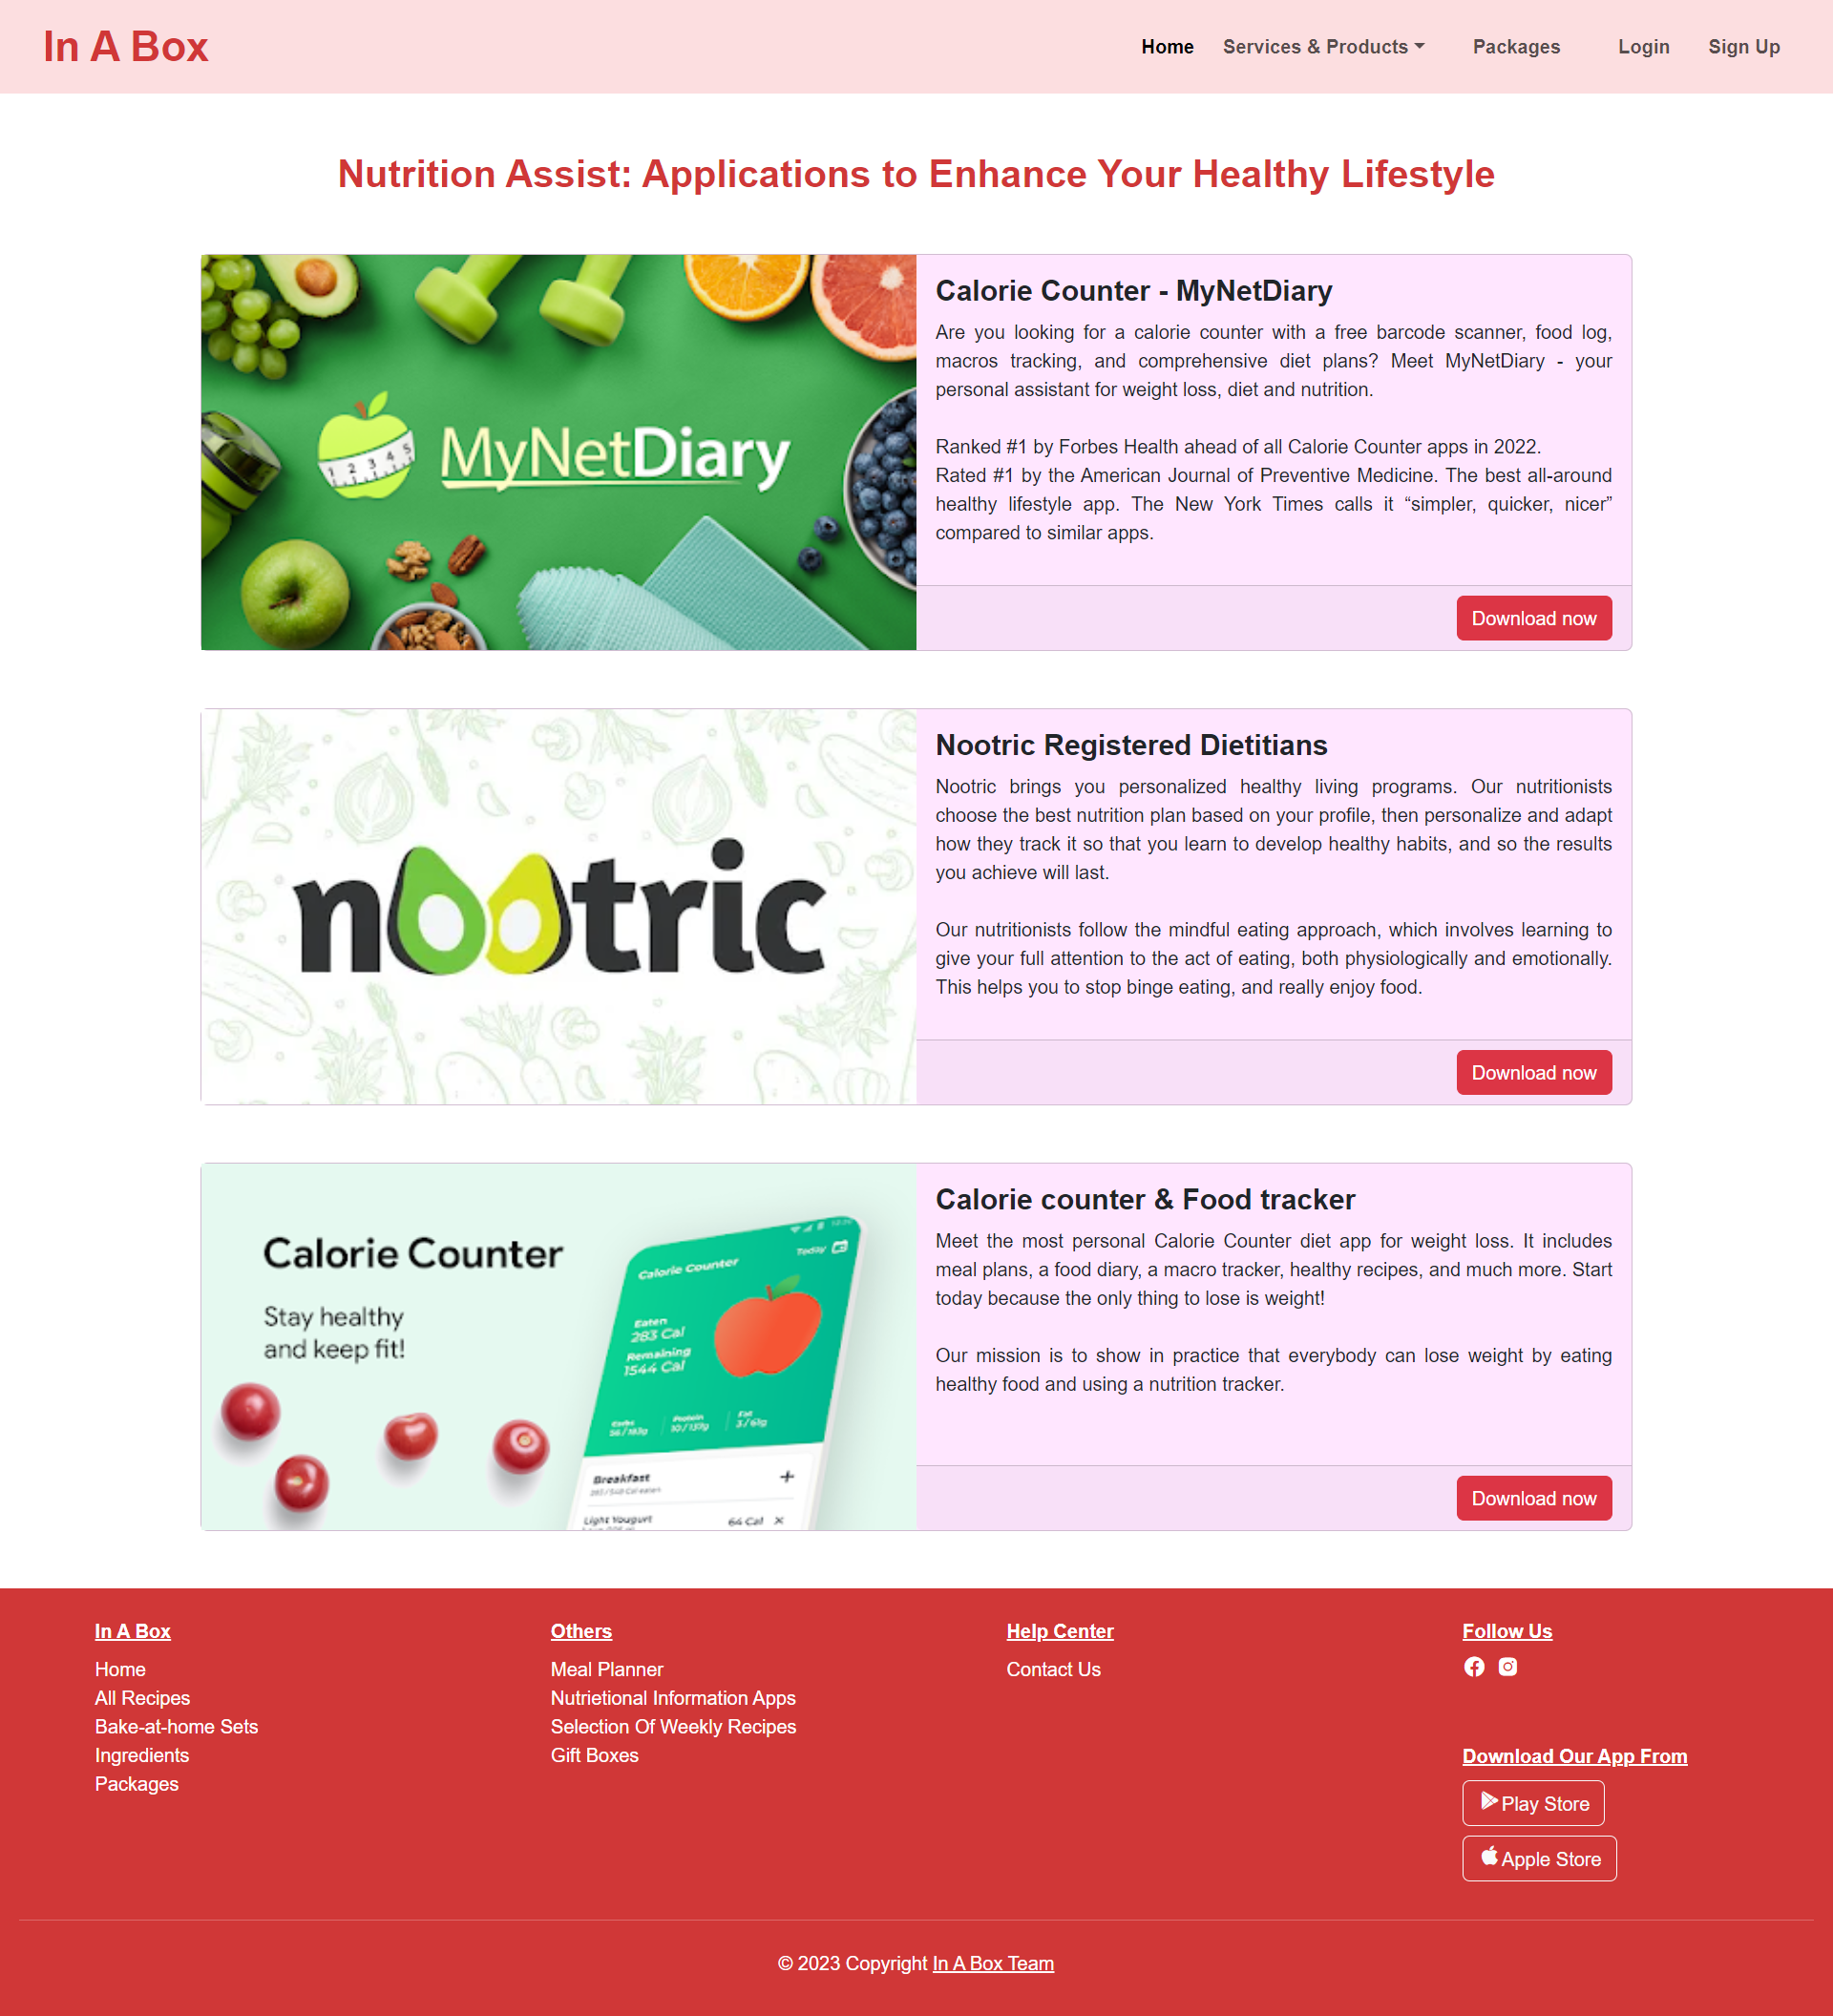 In A Box
Home
Services & Products
Packages
Login
Sign Up
Nutrition Assist: Applications to Enhance Your Healthy Lifestyle
1 2 3 4 5
MyNetDiary
Calorie Counter - MyNetDiary
Are you looking for a calorie counter with a free barcode scanner, food log,
macros tracking, and comprehensive diet plans? Meet MyNetDiary - your
personal assistant for weight loss, diet and nutrition.
Ranked #1 by Forbes Health ahead of all Calorie Counter apps in 2022.
Rated #1 by the American Journal of Preventive Medicine. The best all-around
healthy lifestyle app. The New York Times calls it “simpler, quicker, nicer”
compared to similar apps.
Download now
nootric
Nootric Registered Dietitians
Nootric brings you personalized healthy living programs. Our nutritionists
choose the best nutrition plan based on your profile, then personalize and adapt
how they track it so that you learn to develop healthy habits, and so the results
you achieve will last.
Our nutritionists follow the mindful eating approach, which involves learning to
give your full attention to the act of eating, both physiologically and emotionally.
This helps you to stop binge eating, and really enjoy food.
Download now
Calorie Counter
Stay healthy
and keep fit!
Today
Calorie Counter
Eaten
283 Cal
Remaining
1544 Cal
Carbs
Protein
Fat
10/137g
3/61g
Breakfast
Light Yougurt
64 Cal
Calorie counter & Food tracker
Meet the most personal Calorie Counter diet app for weight loss. It includes
meal plans, a food diary, a macro tracker, healthy recipes, and much more. Start
today because the only thing to lose is weight!
Our mission is to show in practice that everybody can lose weight by eating
healthy food and using a nutrition tracker.
Download now
In A Box
Home
All Recipes
Bake-at-home Sets
Ingredients
Packages
Others
Meal Planner
Nutrietional Information Apps
Selection Of Weekly Recipes
Gift Boxes
Help Center
Contact Us
Follow Us
Download Our App From
Play Store
Apple Store
© 2023 Copyright In A Box Team